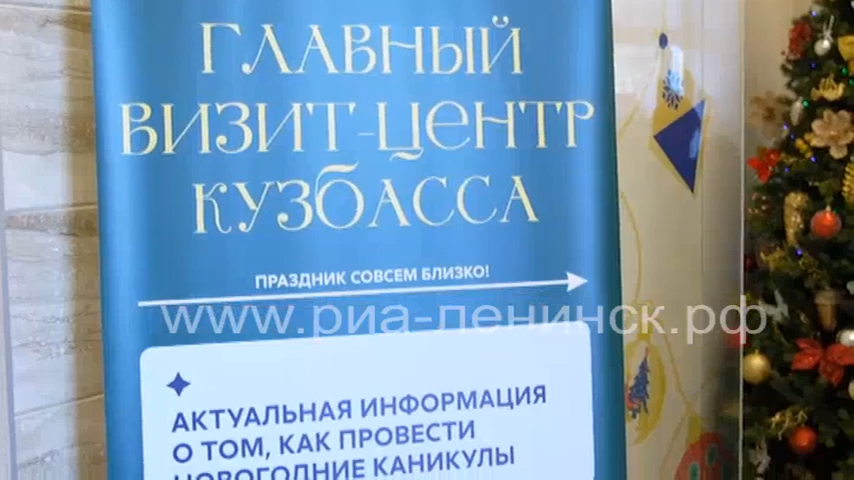 ГЛАВНЫЙ
ВИЗИТ-ЦЕНТР
КУЗБАССА
ПРАЗДНИК СОВСЕМ БЛИЗКО!
www.риа-ленинск.рф
АКТУАЛЬНАЯ ИНФОРМАЦИЯ
О ТОМ, КАК ПРОВЕСТИ
НОВОГОДНИЕ КАНИКУЛЫ